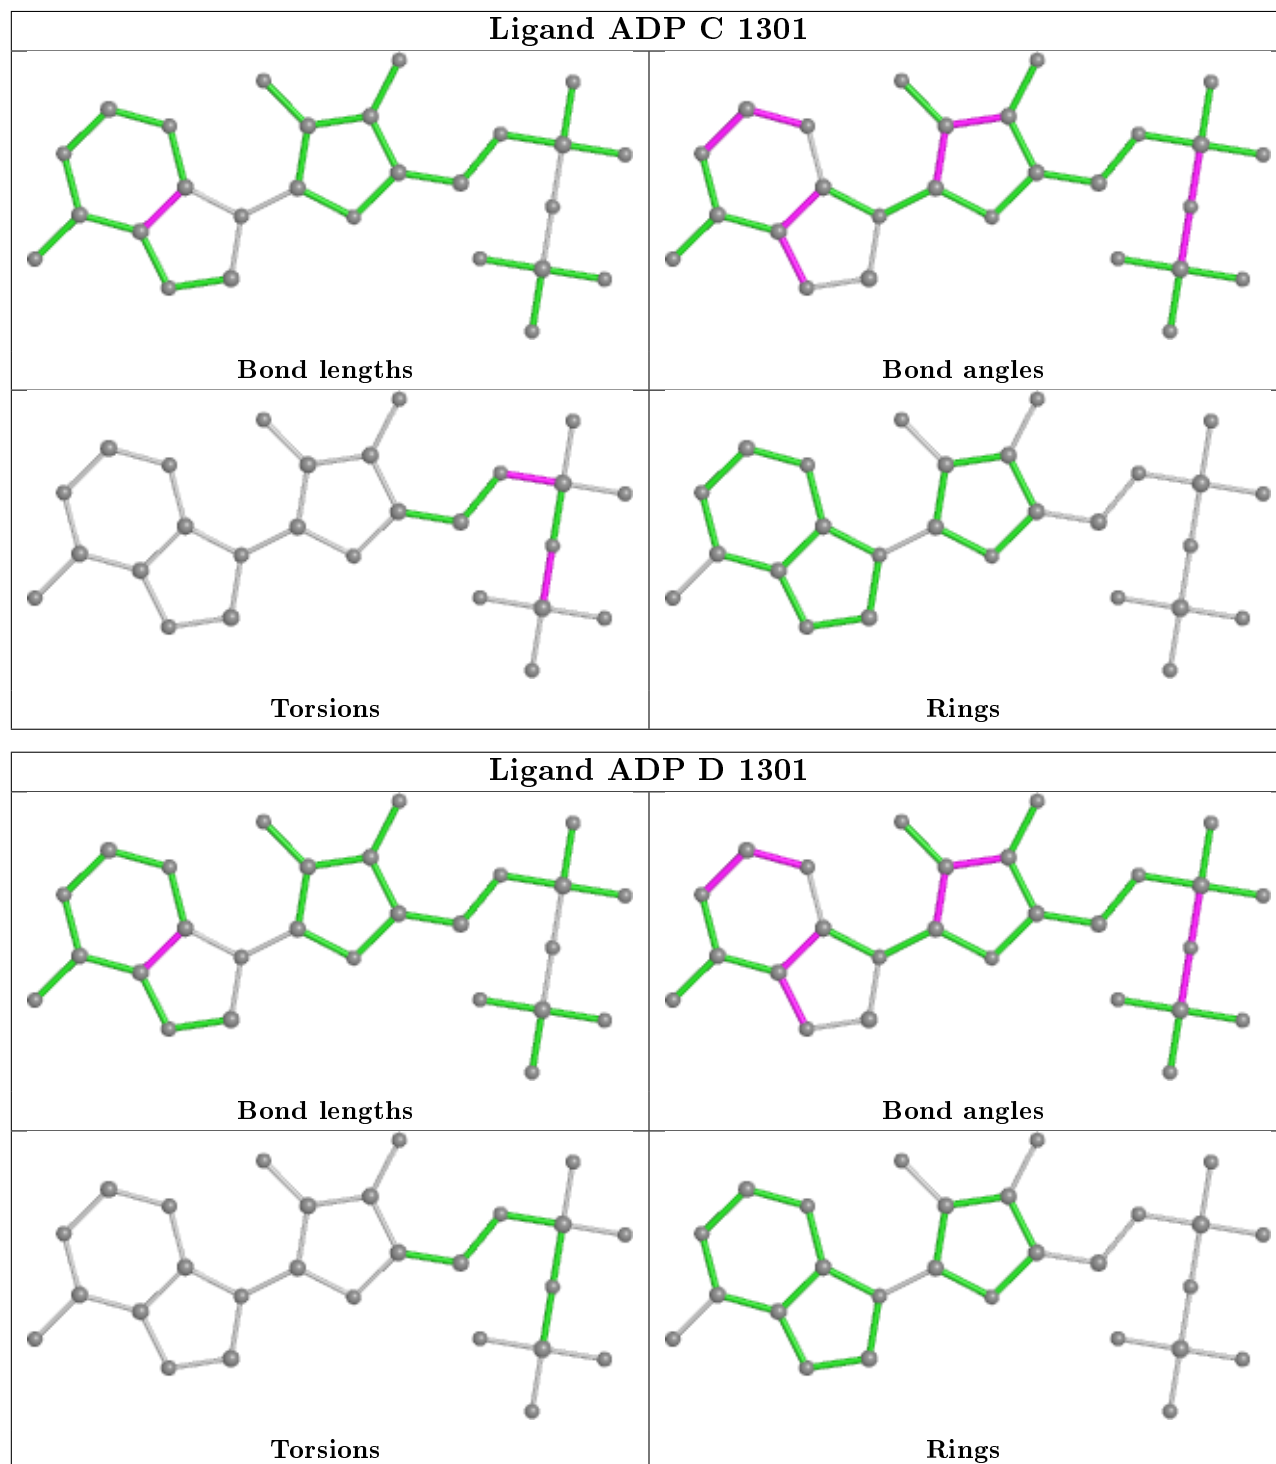 Ligand ADP C 1301
Bond lengths
Bond angles
Torsions
Rings
Ligand ADP D 1301
Bond lengths
Bond angles
Torsions
Rings